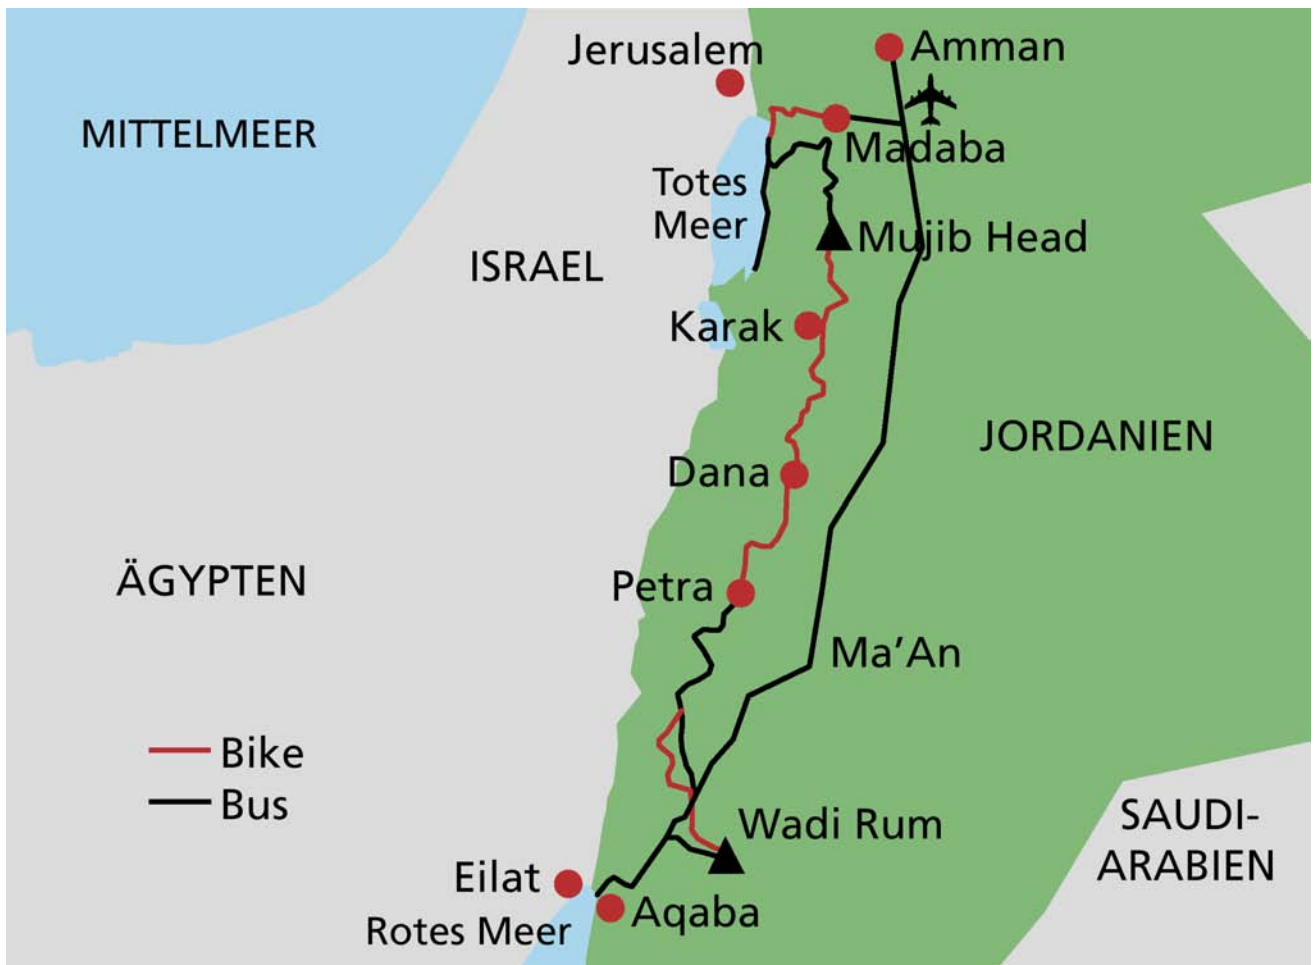 Jerusalem
Amman
MITTELMEER
Madaba
Totes
Meer
Mujib Head
ISRAEL
Karak
JORDANIEN
Dana
ÄGYPTEN
Petra
Ma’An
Bike
Bus
Wadi Rum
SAUDI-
ARABIEN
Eilat
Aqaba
Rotes Meer